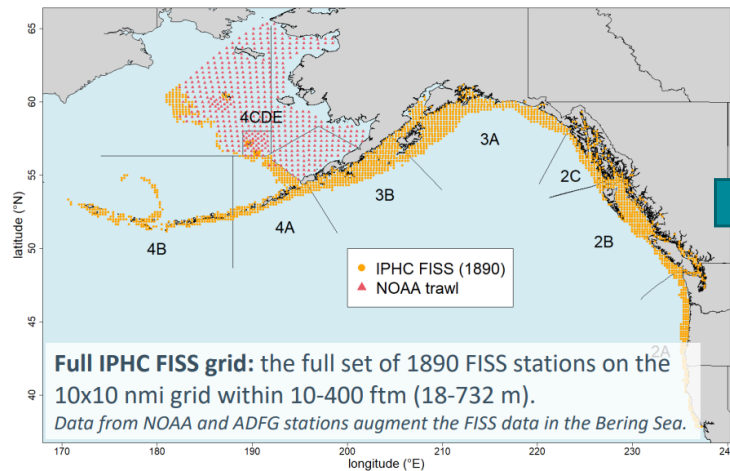 65
60
55
50
45
40
latitude (°N)
4CDE
3A
2C
3B
4A
4B
2B
IPHC FISS (1890)
NOAA trawl
2A
Full IPHC FISS grid: the full set of 1890 FISS stations on the
10x10 nmi grid within 10-400 ftm (18-732 m).
Data from NOAA and ADFG stations augment the FISS data in the Bering Sea.
170 180 190 200 210 220 230 240
longitude (°E)